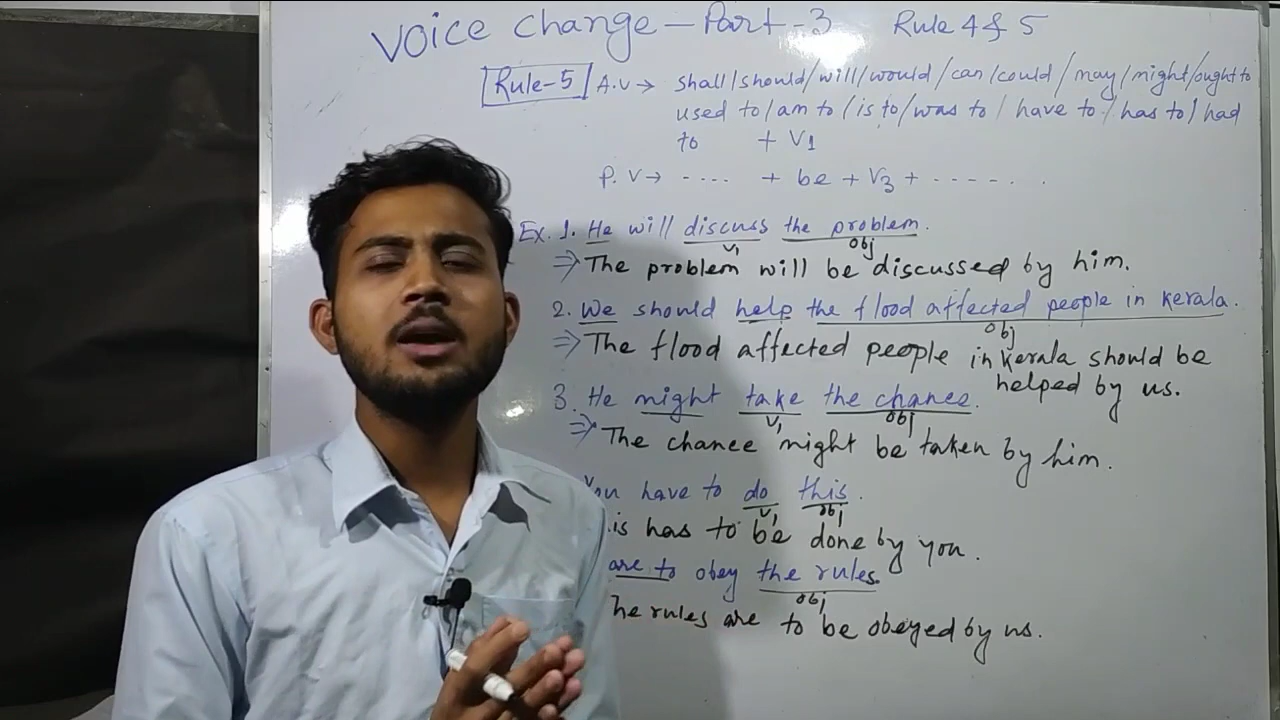 Voice Change – Part - 3 Rule 4 & 5
Rule-5 A.V → shall/should/will/would/can/could/may/might/ought to
used to/am to/is to/was to/have to/has to/had
to + V1
P.V → .... + be + V3 + ......
Ex. 1. He will discuss the problem.
V1 obj
⇒ The problem will be discussed by him.
2. We should help the flood affected people in Kerala.
obj
⇒ The flood affected people in Kerala should be
helped by us.
3. He might take the chance.
V1 obj
⇒ The chance might be taken by him.
You have to do this.
V1 obj
is has to be done by you.
are to obey the rules.
obj
The rules are to be obeyed by us.